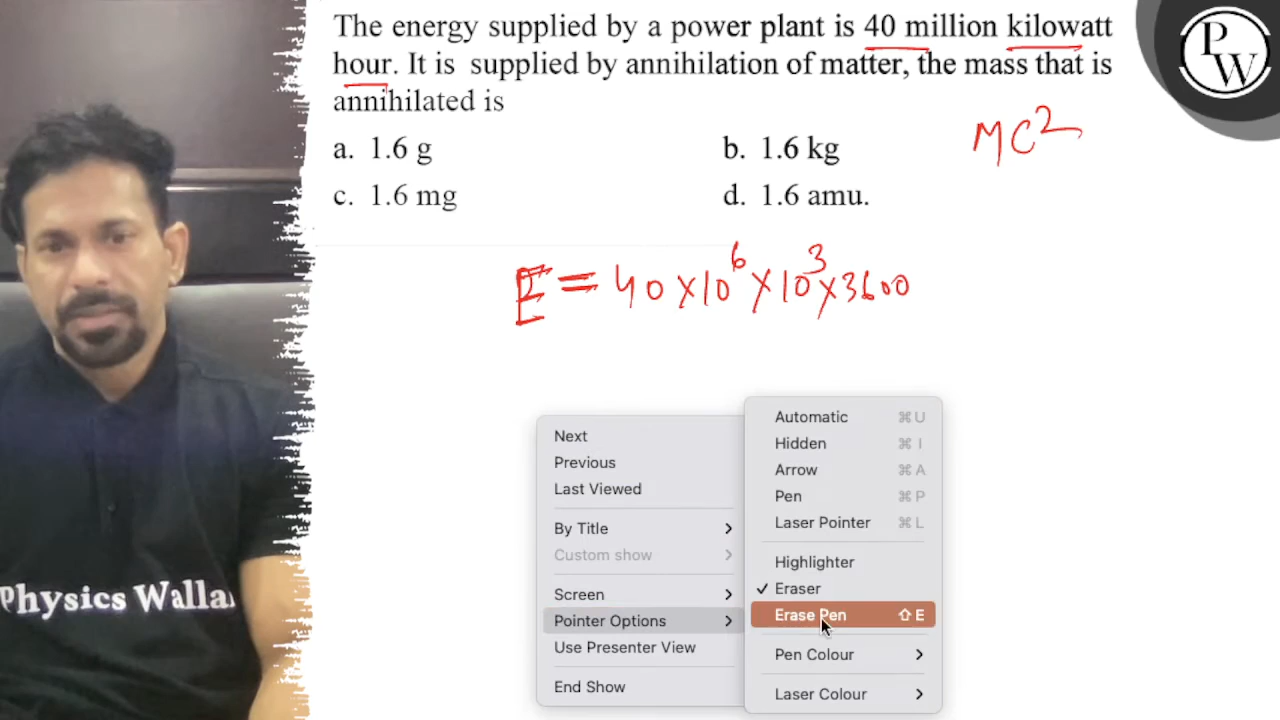 The energy supplied by a power plant is 40 million kilowatt
hour. It is supplied by annihilation of matter, the mass that is
annihilated is
a. 1.6 g b. 1.6 kg
c. 1.6 mg d. 1.6 amu.
MC²
PW
E = 40×10⁶×10³×3600
Next
Previous
Last Viewed
By Title
Custom show
Screen
Pointer Options
Use Presenter View
End Show
Automatic ⌘ U
Hidden ⌘ I
Arrow ⌘ A
Pen ⌘ P
Laser Pointer ⌘ L
Highlighter
✓ Eraser
Erase Pen ⇧ E
Pen Colour
Laser Colour
Physics Walla